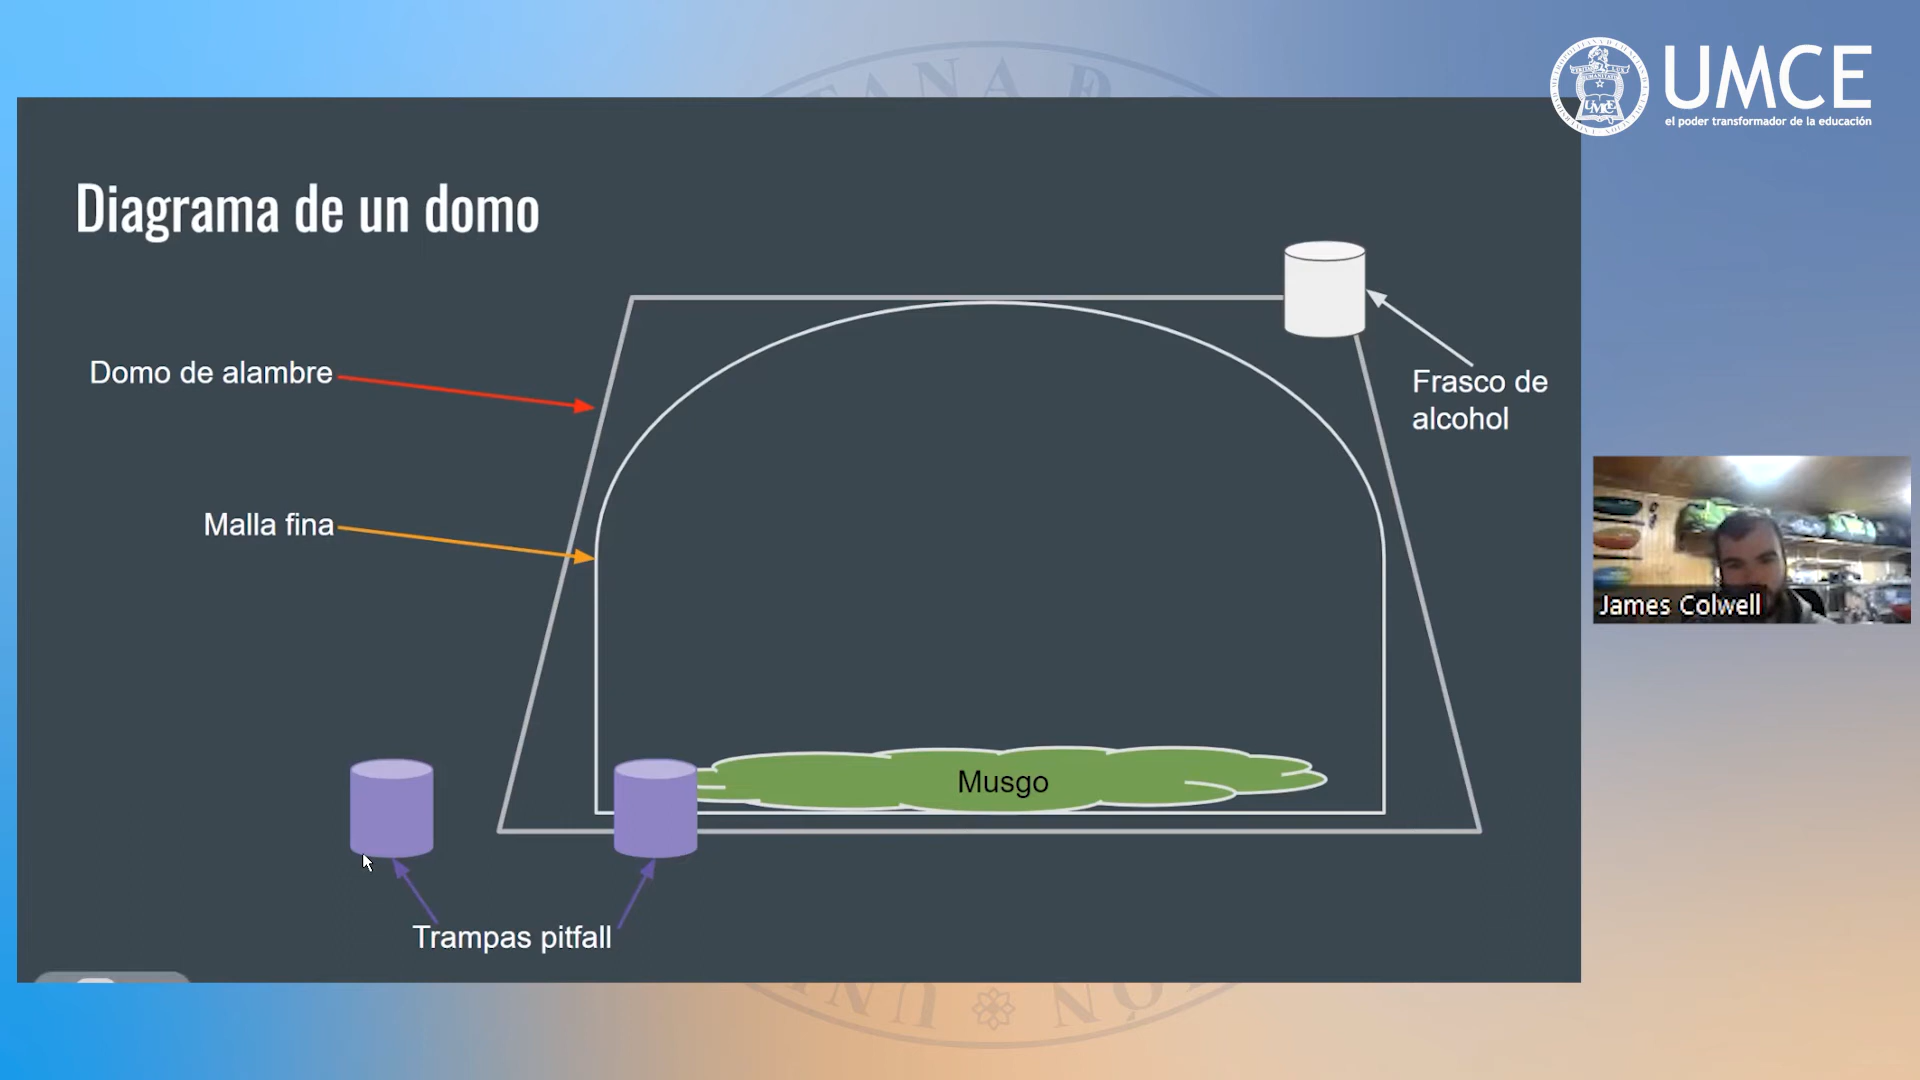 UMCE
el poder transformador de la educación
Diagrama de un domo
Domo de alambre
Frasco de
alcohol
Malla fina
James Colwell
Musgo
Trampas pitfall